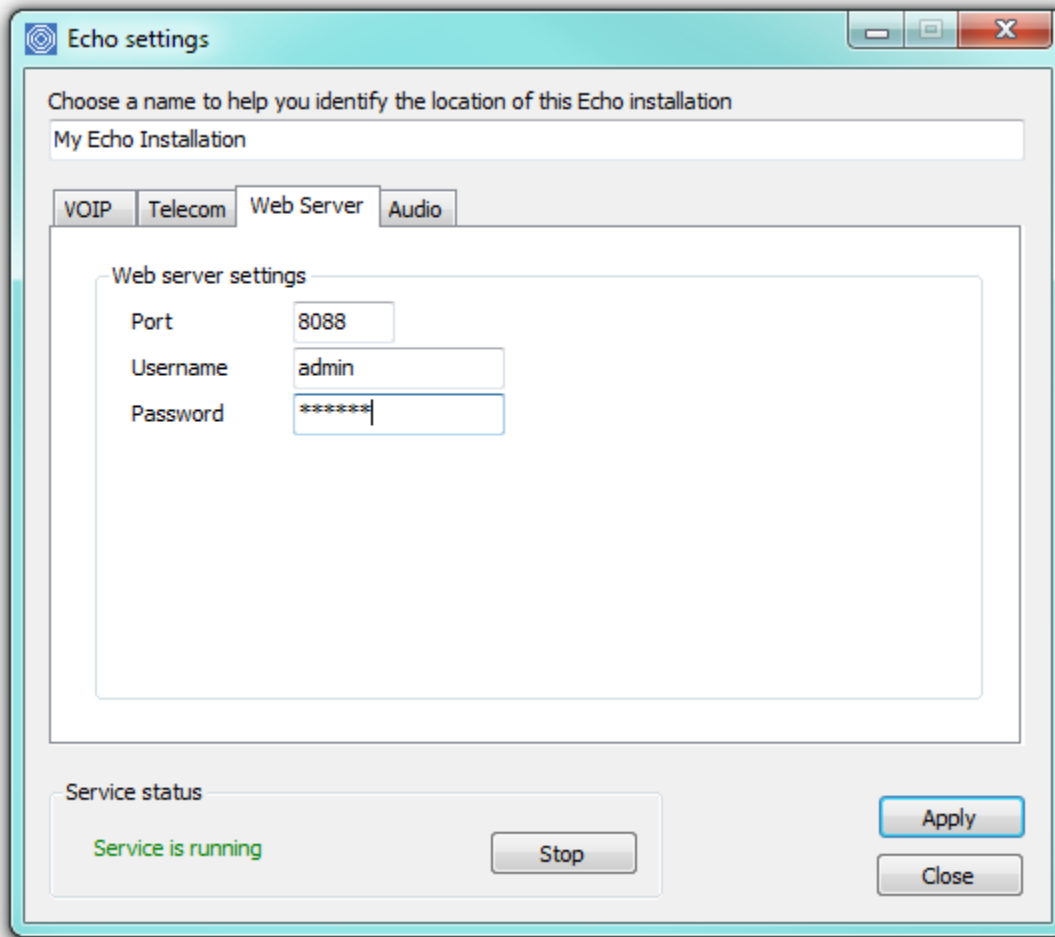 Echo settings
Choose a name to help you identify the location of this Echo installation
My Echo Installation
VOIP Telecom Web Server Audio
Web server settings
Port 8088
Username admin
Password ******
Service status
Service is running
Stop
Apply
Close